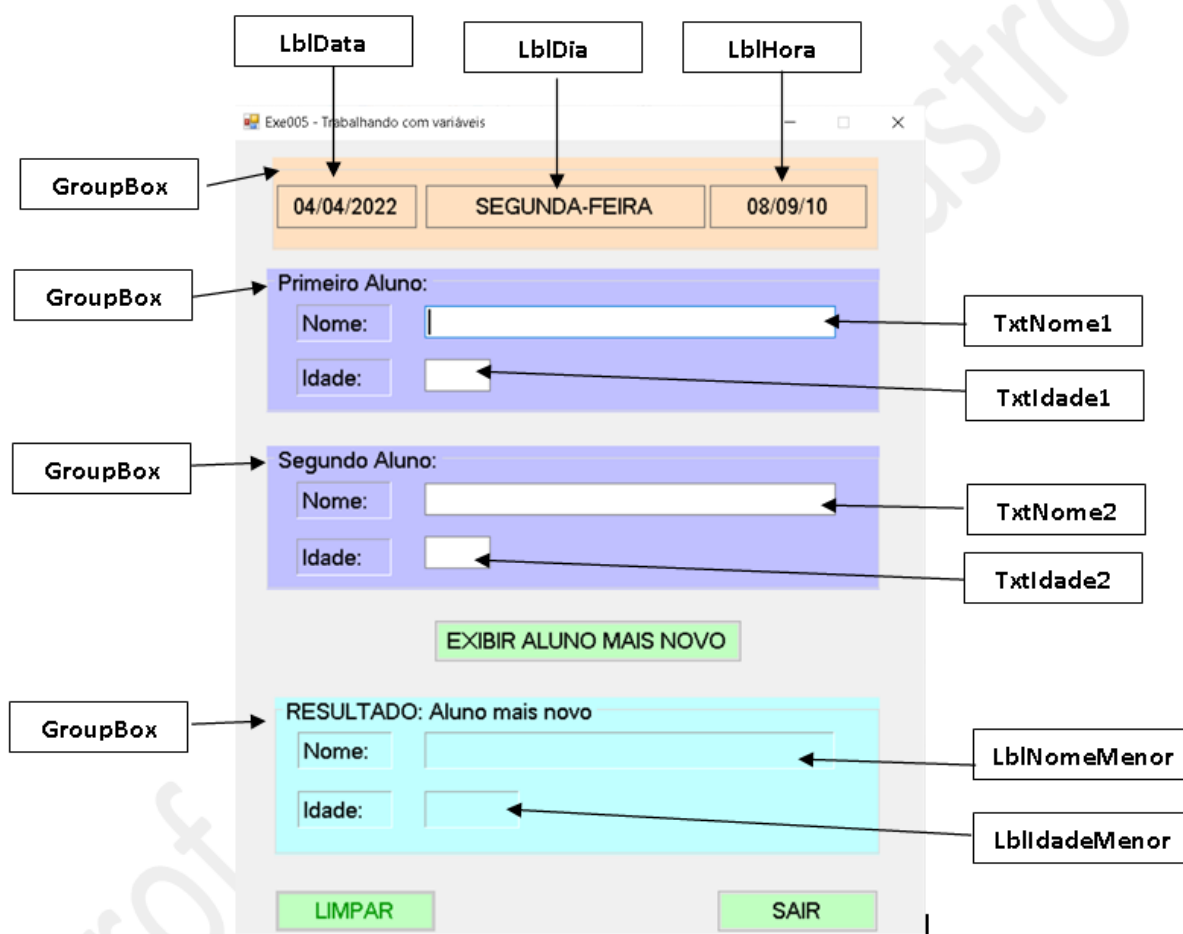 LblData
LblDia
LblHora
Exe005 - Trabalhando com variáveis
GroupBox
04/04/2022
SEGUNDA-FEIRA
08/09/10
GroupBox
Primeiro Aluno:
Nome:
TxtNome1
Idade:
TxtIdade1
GroupBox
Segundo Aluno:
Nome:
TxtNome2
Idade:
TxtIdade2
EXIBIR ALUNO MAIS NOVO
GroupBox
RESULTADO: Aluno mais novo
Nome:
LblNomeMenor
Idade:
LblIdadeMenor
LIMPAR
SAIR